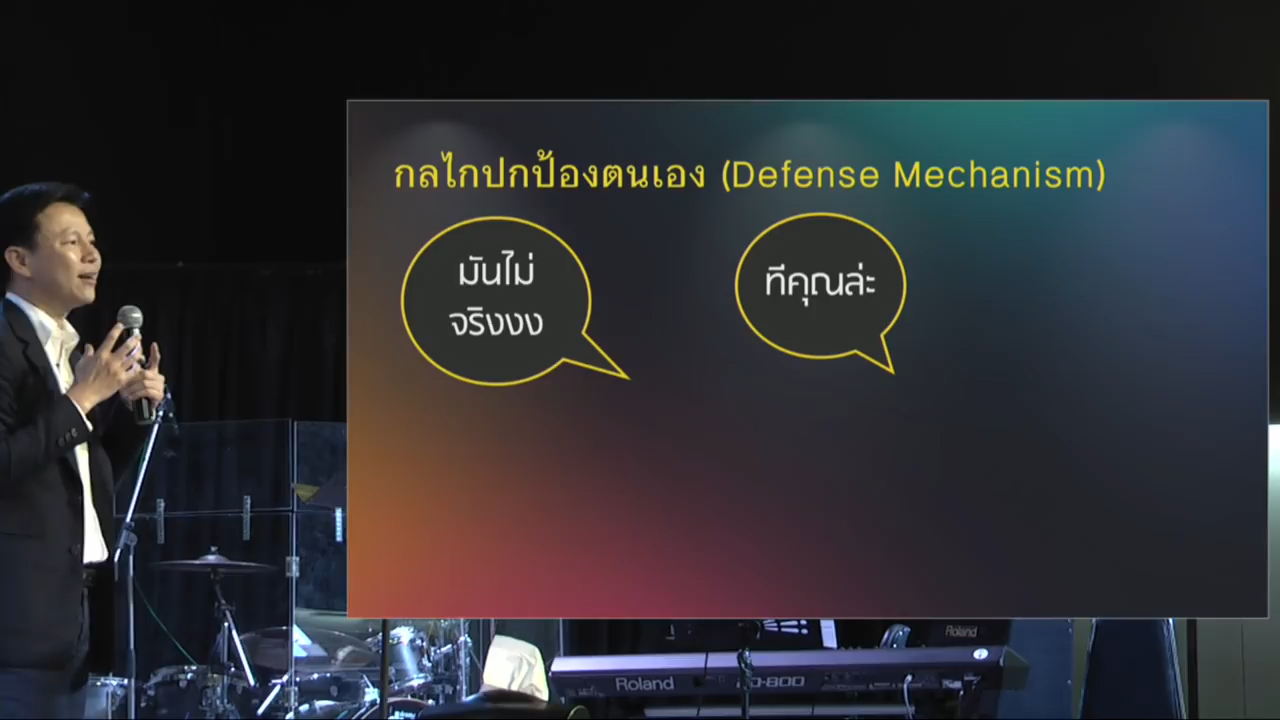 กลไกปกป้องตนเอง (Defense Mechanism)
มันไม่
จริงงง
ทีคุณล่ะ
Roland
Roland
RD-800